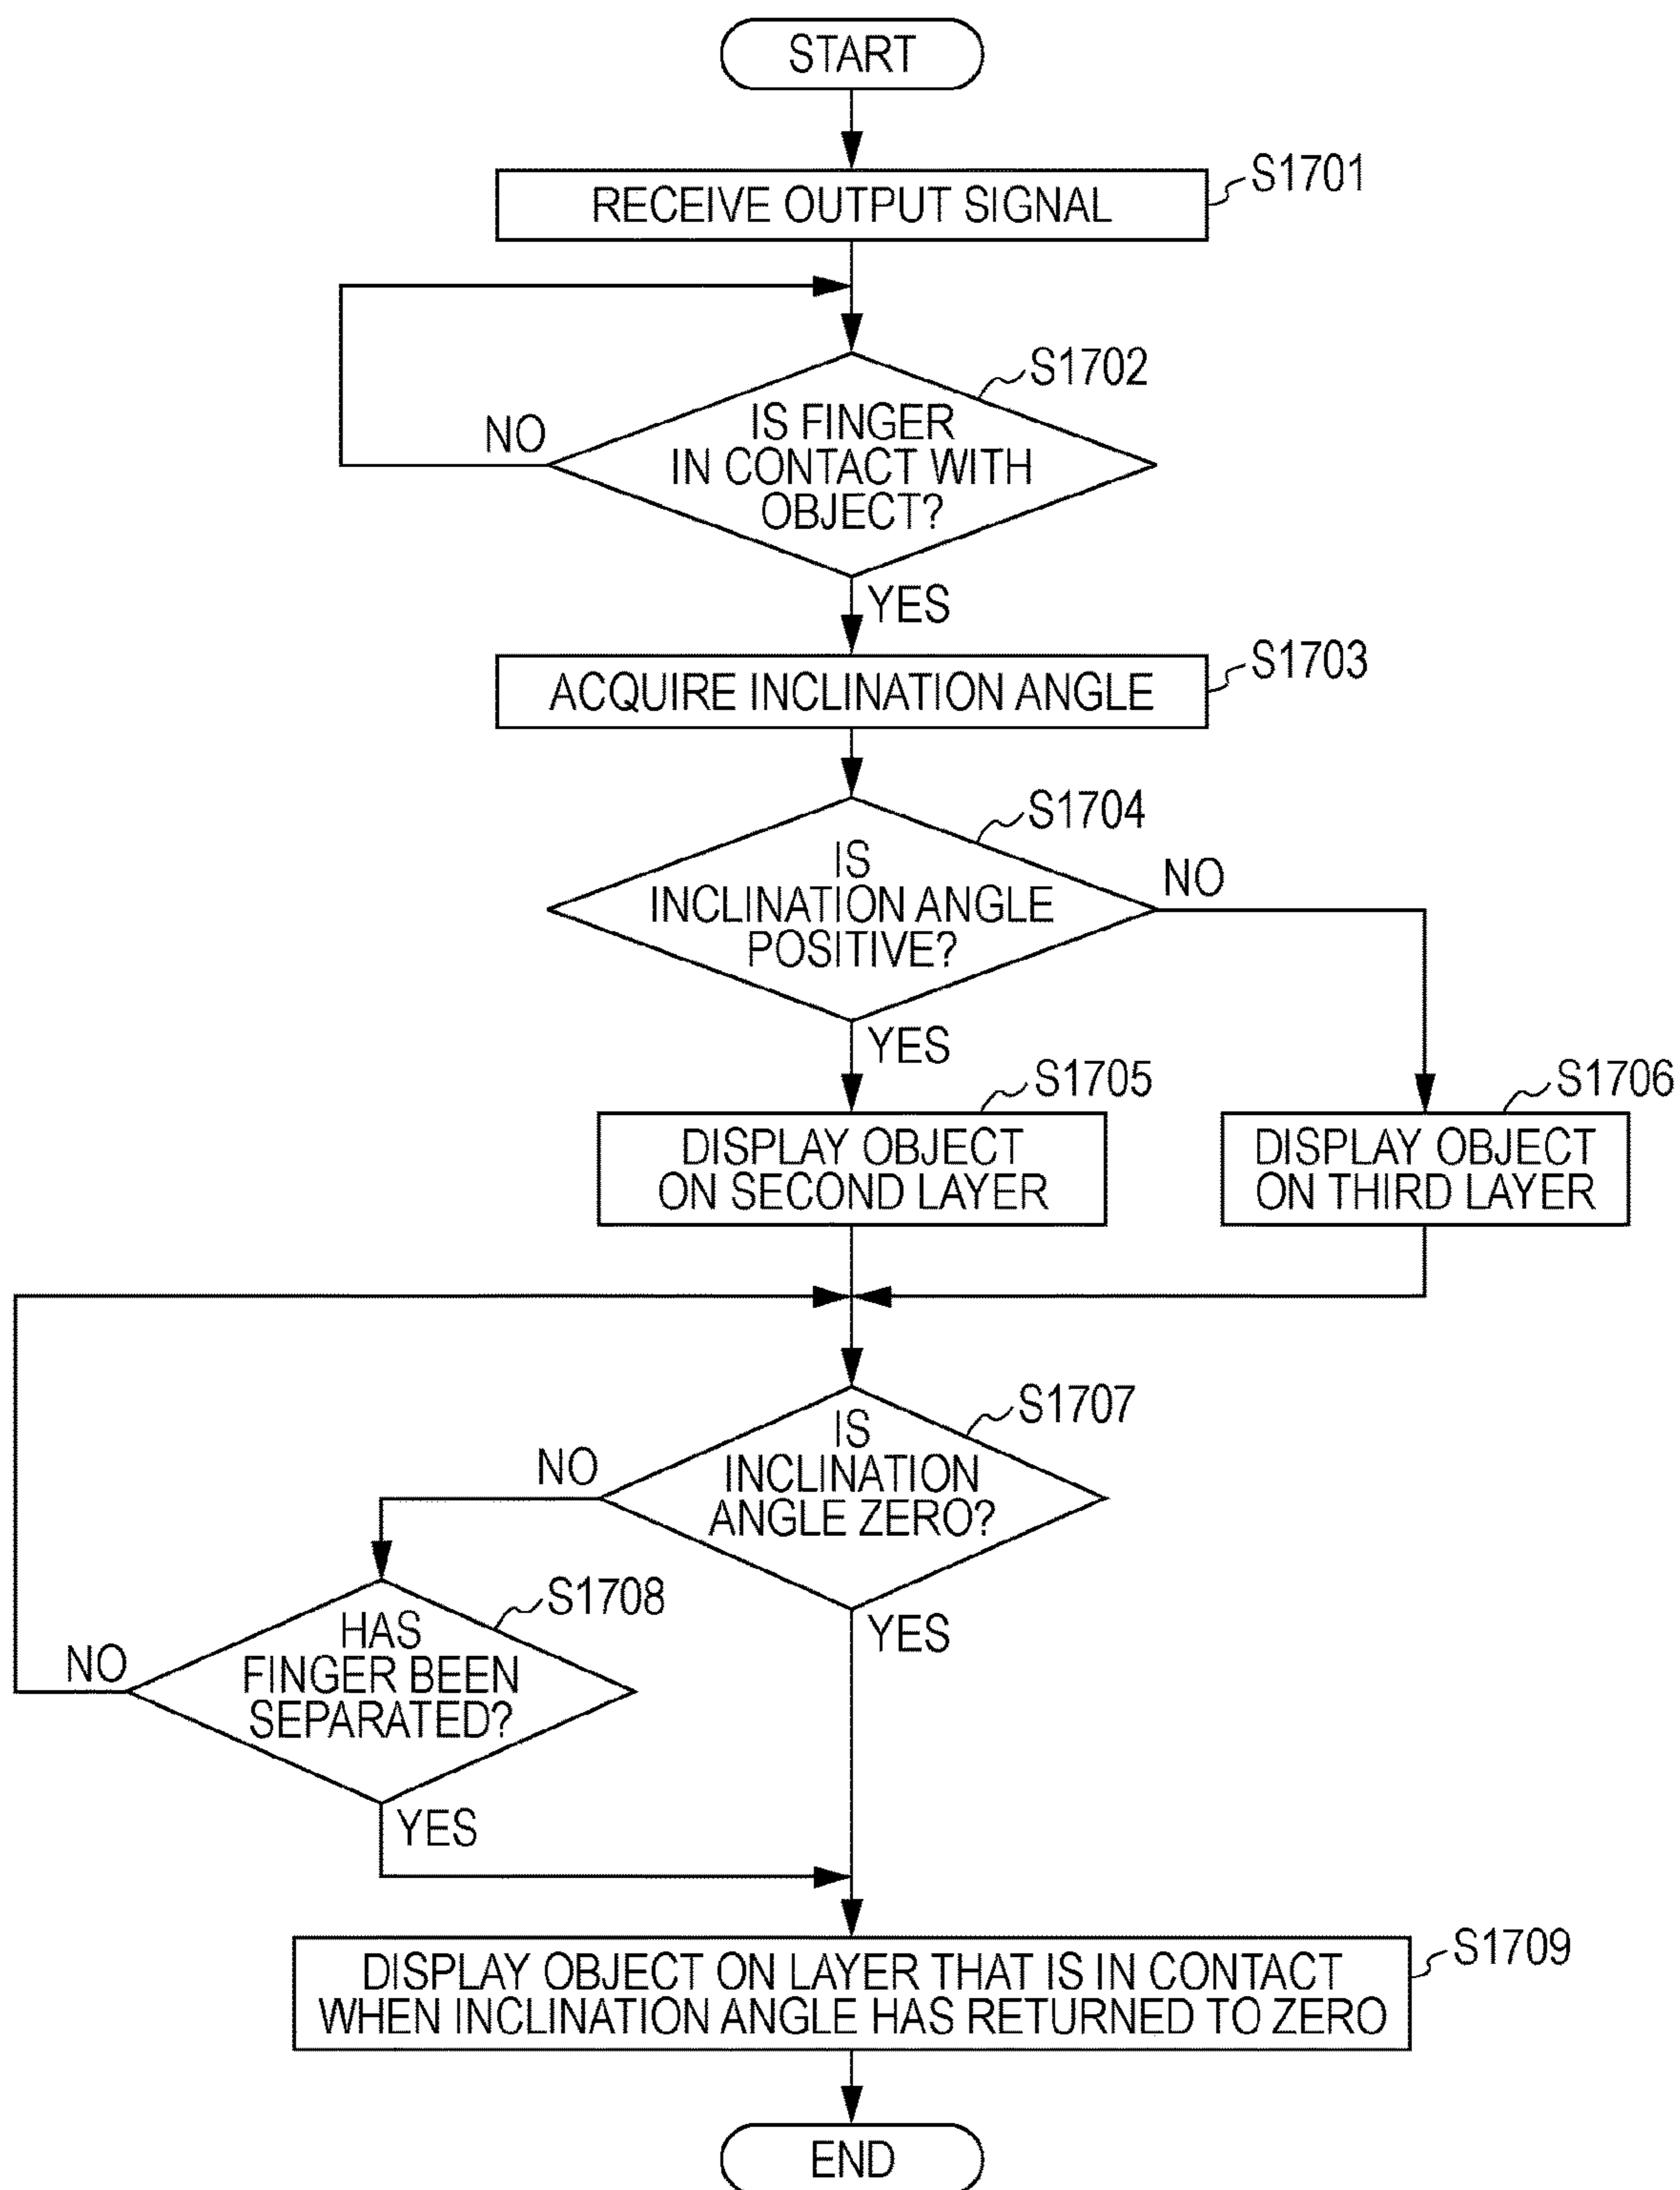 START
RECEIVE OUTPUT SIGNAL
S1701
S1702
IS FINGER
IN CONTACT WITH
OBJECT?
NO
YES
ACQUIRE INCLINATION ANGLE
S1703
S1704
IS
INCLINATION ANGLE
POSITIVE?
NO
YES
S1705
DISPLAY OBJECT
ON SECOND LAYER
S1706
DISPLAY OBJECT
ON THIRD LAYER
S1707
IS
INCLINATION
ANGLE ZERO?
NO
YES
S1708
HAS
FINGER BEEN
SEPARATED?
NO
YES
S1709
DISPLAY OBJECT ON LAYER THAT IS IN CONTACT
WHEN INCLINATION ANGLE HAS RETURNED TO ZERO
END